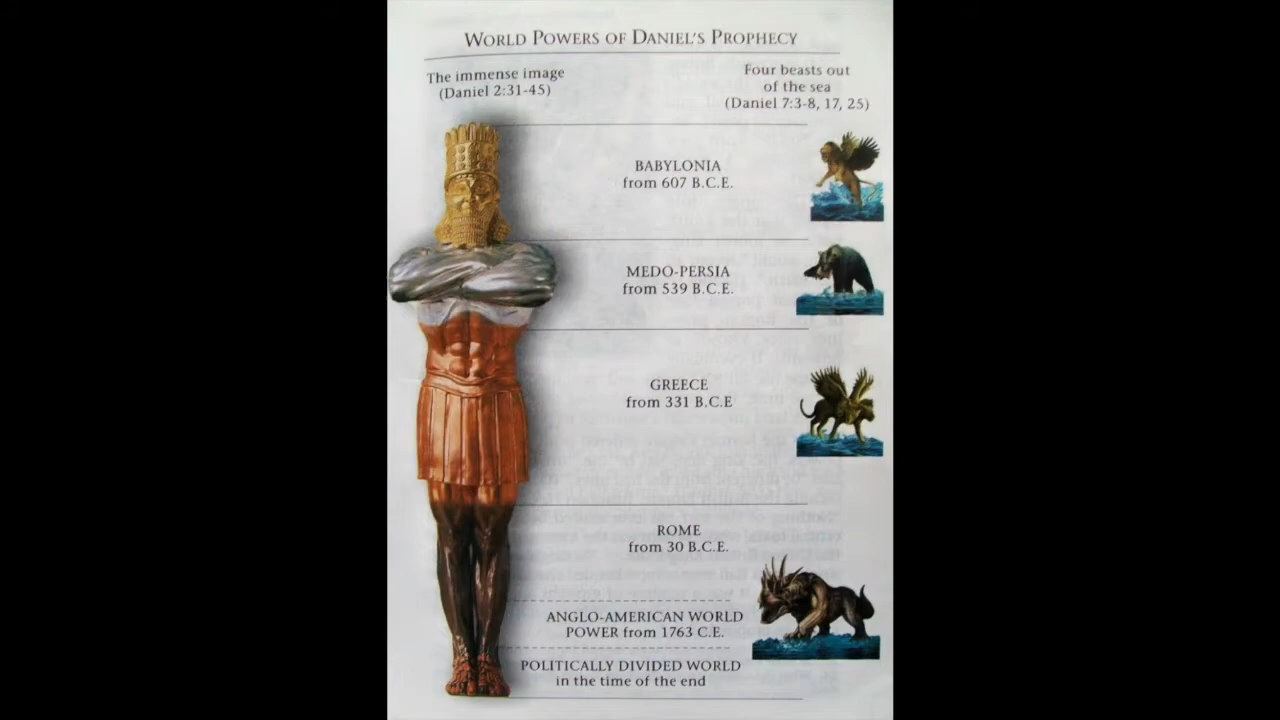 WORLD POWERS OF DANIEL'S PROPHECY
The immense image
(Daniel 2:31-45)
Four beasts out
of the sea
(Daniel 7:3-8, 17, 25)
BABYLONIA
from 607 B.C.E.
MEDO-PERSIA
from 539 B.C.E.
GREECE
from 331 B.C.E
ROME
from 30 B.C.E.
ANGLO-AMERICAN WORLD
POWER from 1763 C.E.
POLITICALLY DIVIDED WORLD
in the time of the end